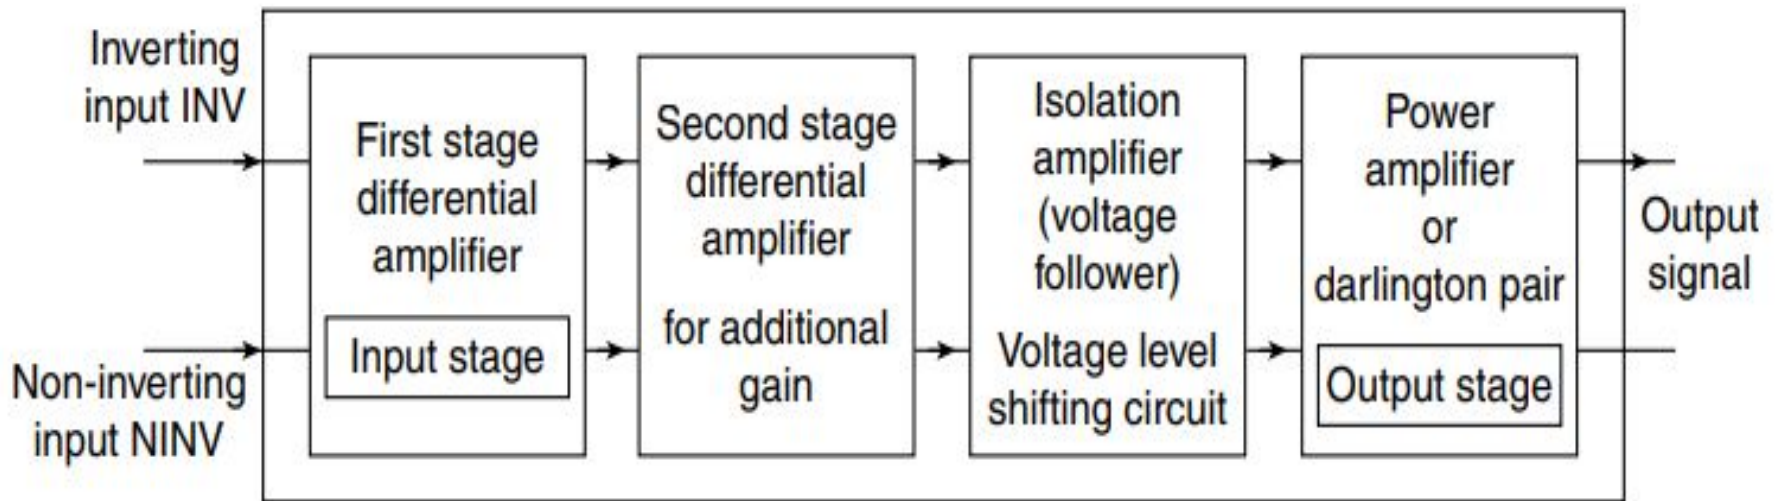 Inverting
input INV
Non-inverting
input NINV
First stage
differential
amplifier
Input stage
Second stage
differential
amplifier
for additional
gain
Isolation
amplifier
(voltage
follower)
Voltage level
shifting circuit
Power
amplifier
or
darlington pair
Output stage
Output
signal